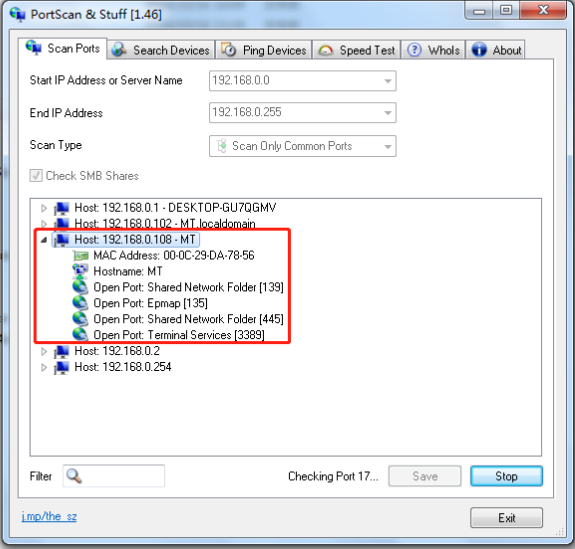 PortScan & Stuff [1.46]
Scan Ports Search Devices Ping Devices Speed Test WhoIs About
Start IP Address or Server Name 192.168.0.0
End IP Address 192.168.0.255
Scan Type Scan Only Common Ports
Check SMB Shares
Host: 192.168.0.1 - DESKTOP-GU7QGMV
Host: 192.168.0.102 - MT.localdomain
Host: 192.168.0.108 - MT
MAC Address: 00-0C-29-DA-78-56
Hostname: MT
Open Port: Shared Network Folder [139]
Open Port: Epmap [135]
Open Port: Shared Network Folder [445]
Open Port: Terminal Services [3389]
Host: 192.168.0.2
Host: 192.168.0.254
Filter Checking Port 17... Save Stop
j.mp/the_sz Exit